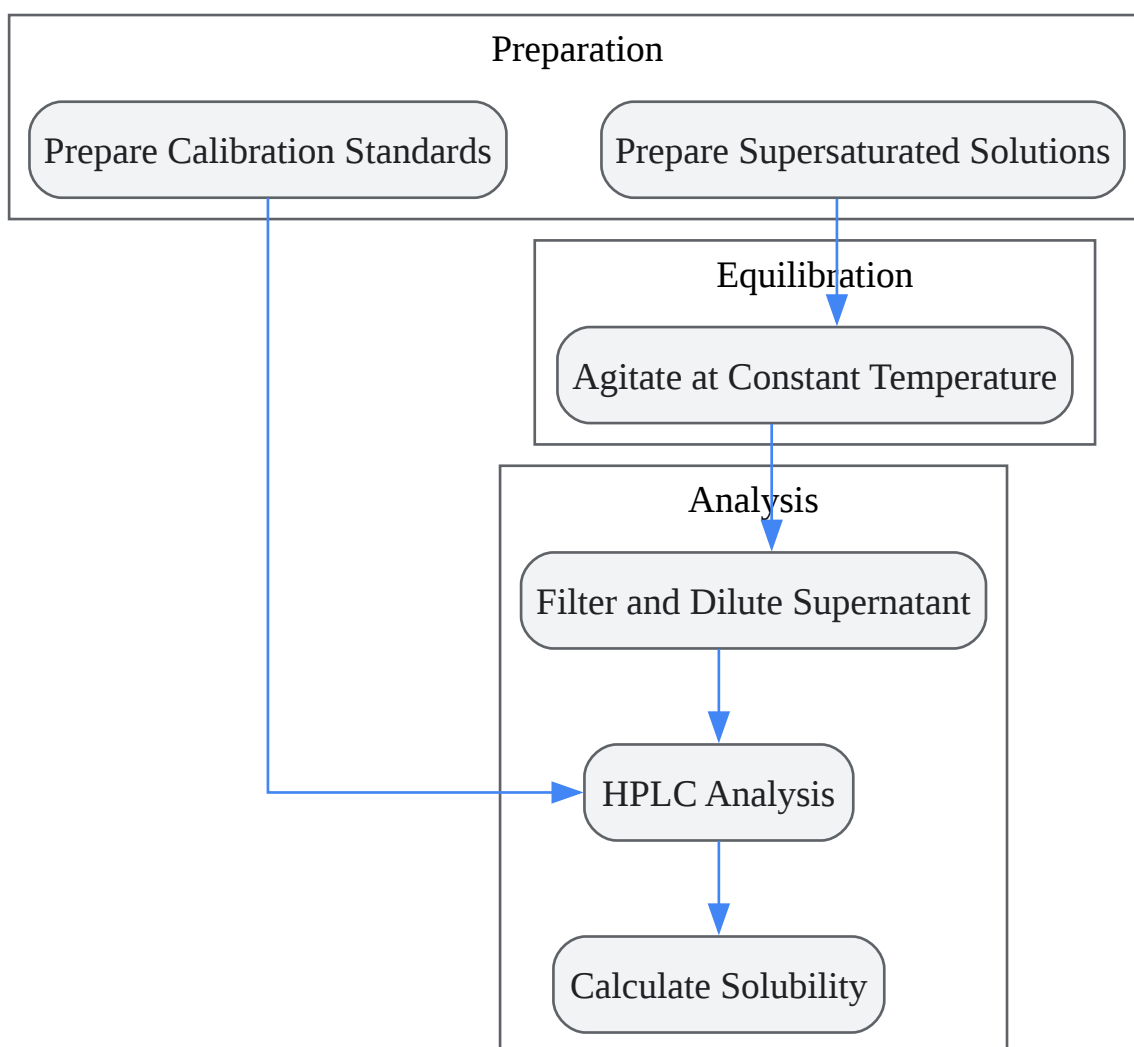 Preparation
Prepare Calibration Standards
Prepare Supersaturated Solutions
Equilibration
Agitate at Constant Temperature
Analysis
Filter and Dilute Supernatant
HPLC Analysis
Calculate Solubility